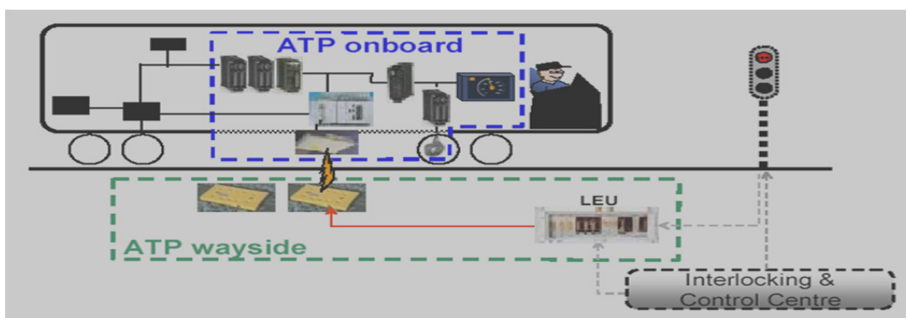 ATP onboard
LEU
ATP wayside
Interlocking &
Control Centre